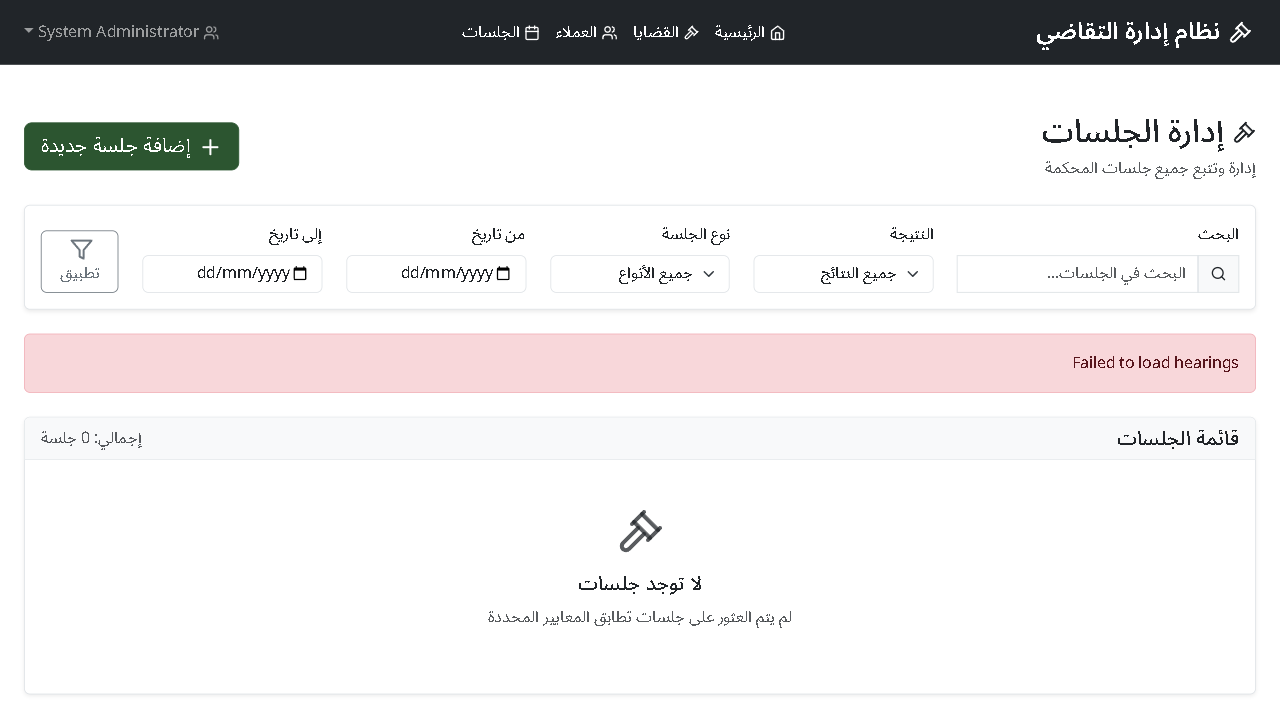 نظام إدارة التقاضي
الرئيسية
القضايا
العملاء
الجلسات
System Administrator
إدارة الجلسات
إدارة وتتبع جميع جلسات المحكمة
إضافة جلسة جديدة
البحث
البحث في الجلسات...
النتيجة
جميع النتائج
نوع الجلسة
جميع الأنواع
من تاريخ
dd/mm/yyyy
إلى تاريخ
dd/mm/yyyy
تطبيق
Failed to load hearings
قائمة الجلسات
إجمالي: 0 جلسة
لا توجد جلسات
لم يتم العثور على جلسات تطابق المعايير المحددة